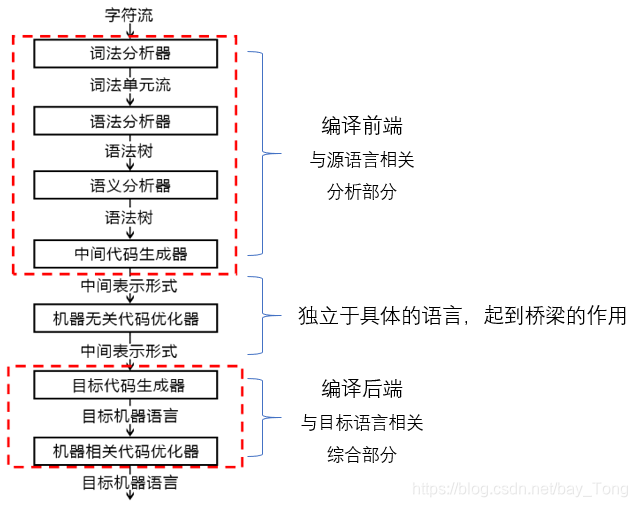 字符流
词法分析器
词法单元流
语法分析器
语法树
语义分析器
语法树
中间代码生成器
中间表示形式
机器无关代码优化器
中间表示形式
目标代码生成器
目标机器语言
机器相关代码优化器
目标机器语言
编译前端
与源语言相关
分析部分
独立于具体的语言，起到桥梁的作用
编译后端
与目标语言相关
综合部分
https://blog.csdn.net/bay_Tong